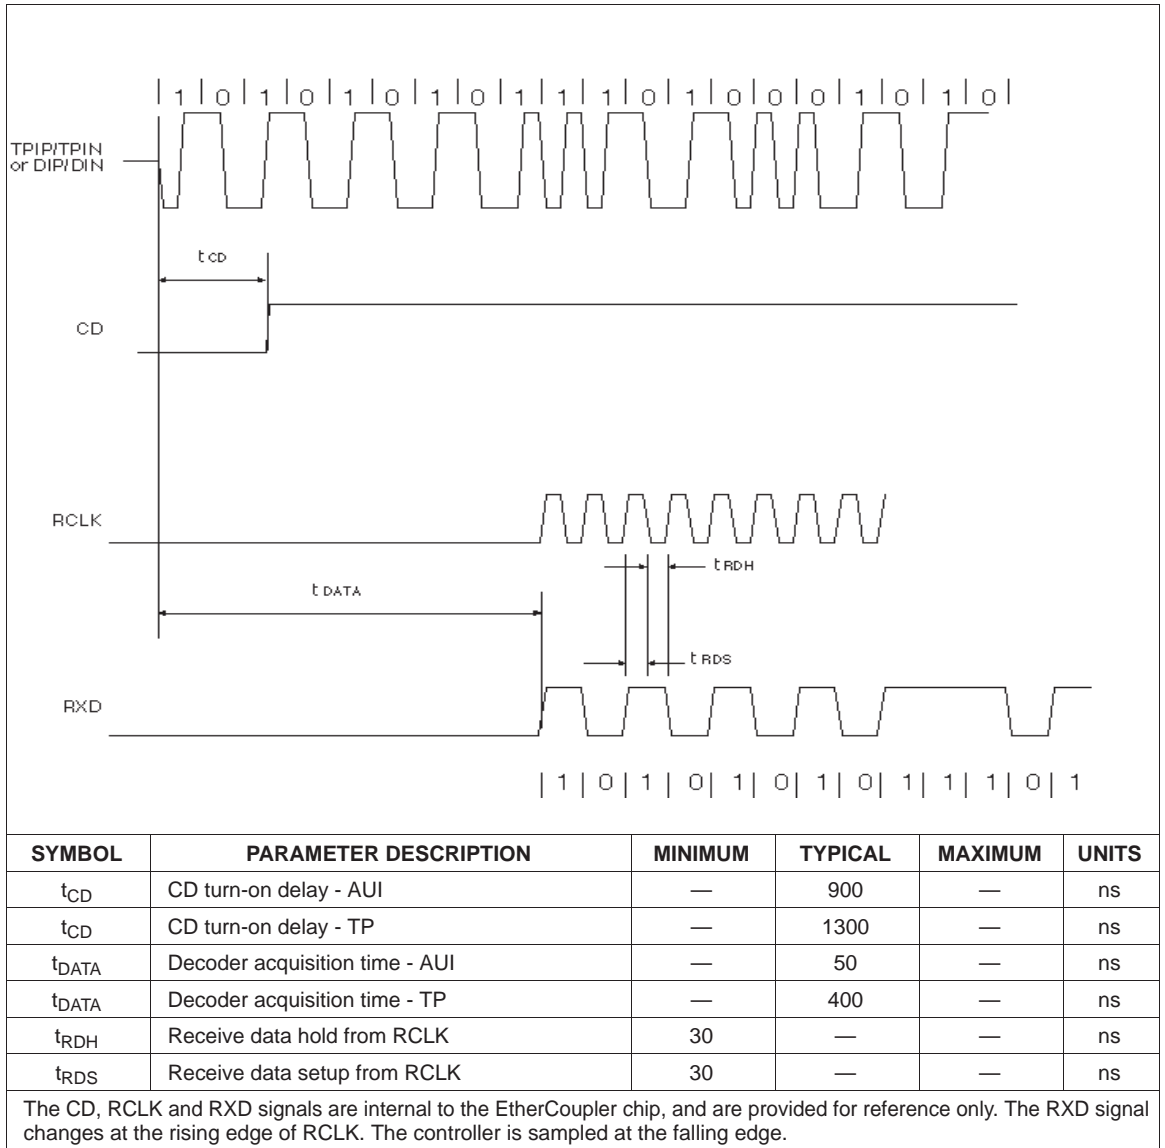 | 1 | 0 | 1 | 0 | 1 | 0 | 1 | 0 | 1 | 1 | 0 | 1 | 0 | 0 | 0 | 1 | 0 | 1 | 0 |
TPIP/TPIN
or DIP/DIN
t CD
CD
RCLK
t RDH
t DATA
t RDS
RXD
| 1 | 0 | 1 | 0 | 1 | 0 | 1 | 0 | 1 | 1 | 1 | 0 | 1
SYMBOL PARAMETER DESCRIPTION MINIMUM TYPICAL MAXIMUM UNITS
tCD CD turn-on delay - AUI — 900 — ns
tCD CD turn-on delay - TP — 1300 — ns
tDATA Decoder acquisition time - AUI — 50 — ns
tDATA Decoder acquisition time - TP — 400 — ns
tRDH Receive data hold from RCLK 30 — — ns
tRDS Receive data setup from RCLK 30 — — ns
The CD, RCLK and RXD signals are internal to the EtherCoupler chip, and are provided for reference only. The RXD signal
changes at the rising edge of RCLK. The controller is sampled at the falling edge.